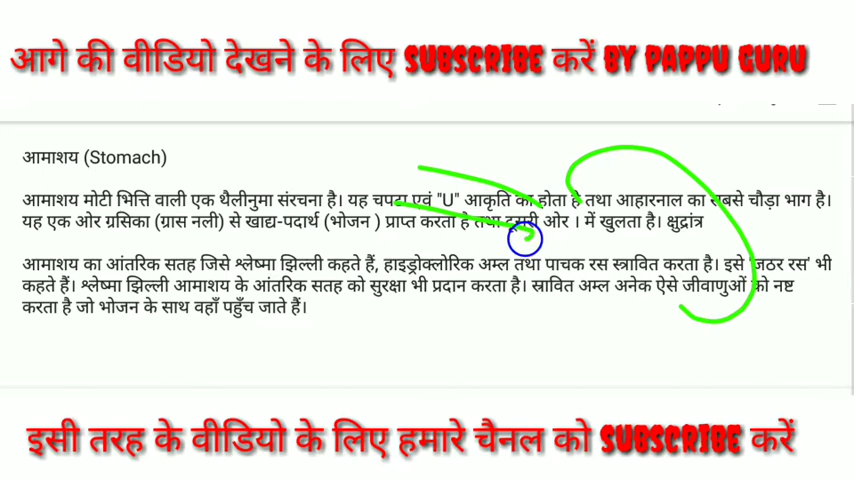 आगे की वीडियो देखने के लिए SUBSCRIBE करें BY PAPPU GURU
आमाशय (Stomach)
आमाशय मोटी भित्ति वाली एक थैलीनुमा संरचना है। यह चपटा एवं "U" आकृति का होता है तथा आहारनाल का सबसे चौड़ा भाग है।
यह एक ओर ग्रसिका (ग्रास नली) से खाद्य-पदार्थ (भोजन ) प्राप्त करता है तथा दूसरी ओर । में खुलता है। क्षुद्रांत्र
आमाशय का आंतरिक सतह जिसे श्लेष्मा झिल्ली कहते हैं, हाइड्रोक्लोरिक अम्ल तथा पाचक रस स्त्रावित करता है। इसे 'जठर रस' भी
कहते हैं। श्लेष्मा झिल्ली आमाशय के आंतरिक सतह को सुरक्षा भी प्रदान करता है। स्रावित अम्ल अनेक ऐसे जीवाणुओं को नष्ट
करता है जो भोजन के साथ वहाँ पहुँच जाते हैं।
इसी तरह के वीडियो के लिए हमारे चैनल को SUBSCRIBE करें